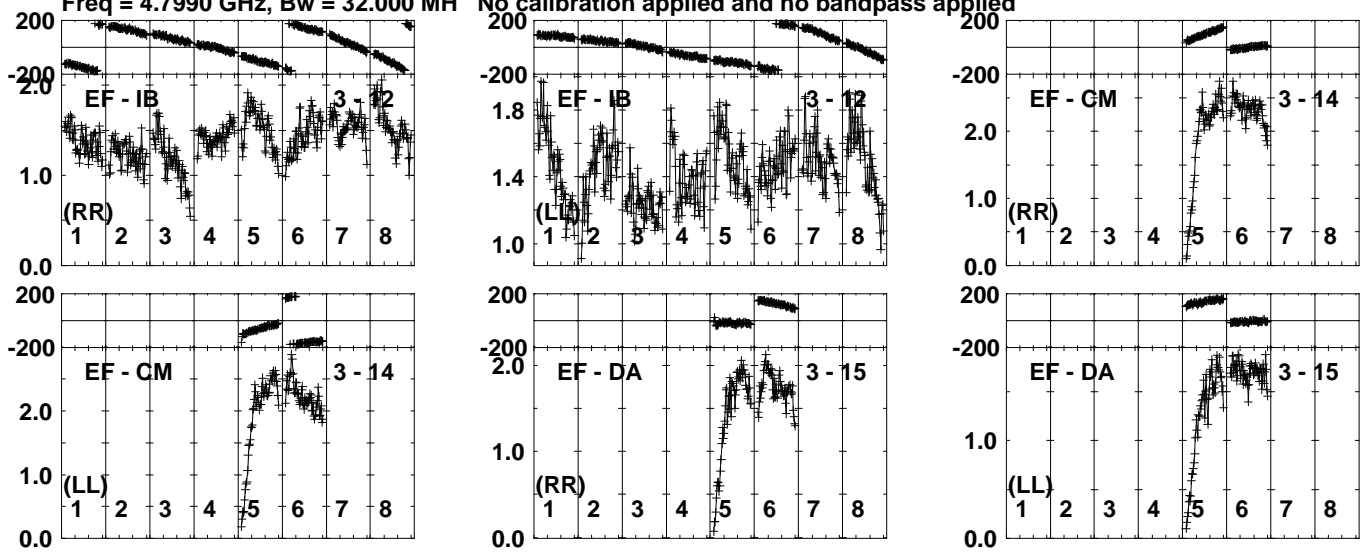 Freq = 4.7990 GHz, Bw = 32.000 MH No calibration applied and no bandpass applied
200
-200
2.0
1.0
0.0
EF - IB 3 - 12
(RR)
1 2 3 4 5 6 7 8
200
-200
1.8
1.4
1.0
EF - IB 3 - 12
(LL)
1 2 3 4 5 6 7 8
200
-200
2.0
1.0
0.0
EF - CM 3 - 14
(RR)
1 2 3 4 5 6 7 8
200
-200
2.0
1.0
0.0
EF - CM 3 - 14
(LL)
1 2 3 4 5 6 7 8
200
-200
2.0
1.0
0.0
EF - DA 3 - 15
(RR)
1 2 3 4 5 6 7 8
200
-200
2.0
1.0
0.0
EF - DA 3 - 15
(LL)
1 2 3 4 5 6 7 8